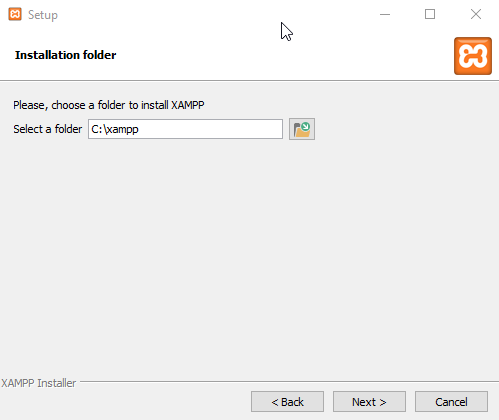 Setup
Installation folder
Please, choose a folder to install XAMPP
Select a folder C:\xampp
XAMPP Installer
< Back Next > Cancel